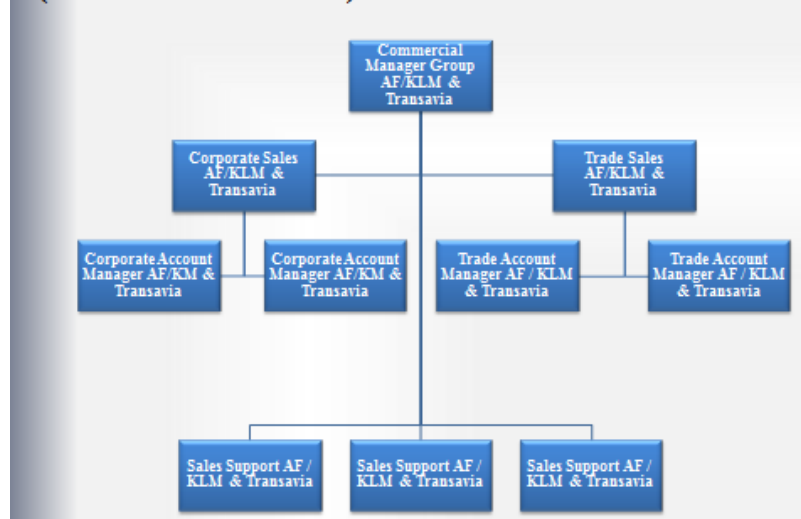 Commercial
Manager Group
AF/KLM &
Transavia
Corporate Sales
AF/KLM &
Transavia
Trade Sales
AF/KLM &
Transavia
Corporate Account
Manager AF/KM &
Transavia
Corporate Account
Manager AF/KM &
Transavia
Trade Account
Manager AF / KLM
& Transavia
Trade Account
Manager AF / KLM
& Transavia
Sales Support AF /
KLM & Transavia
Sales Support AF /
KLM & Transavia
Sales Support AF /
KLM & Transavia